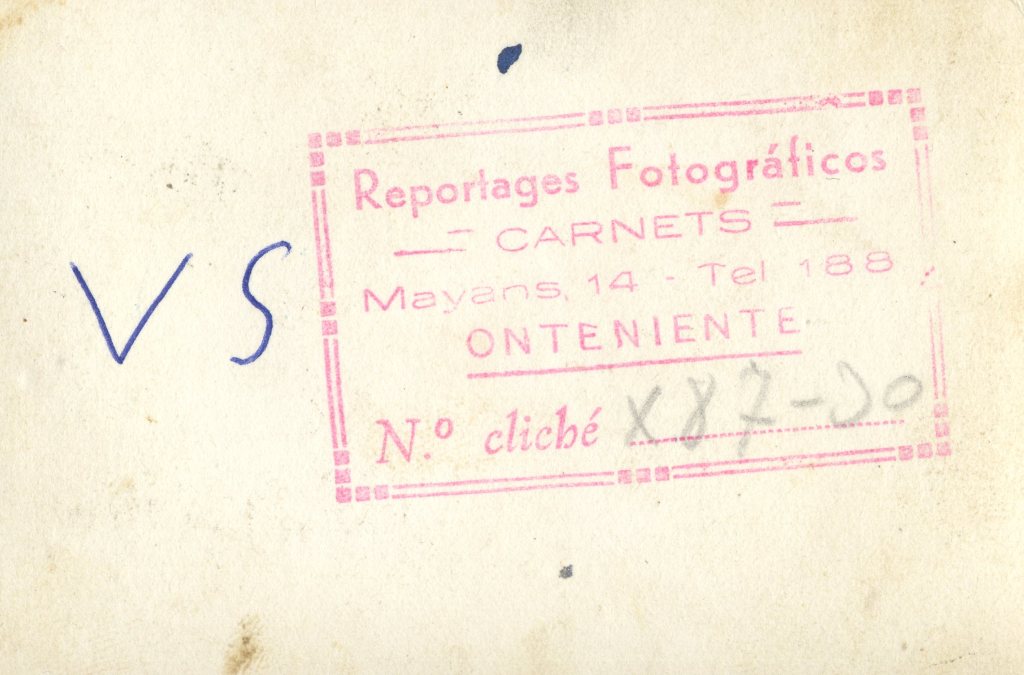 VS
Reportages Fotográficos
CARNETS
Mayans, 14 - Tel 188
ONTENIENTE
N.º cliché